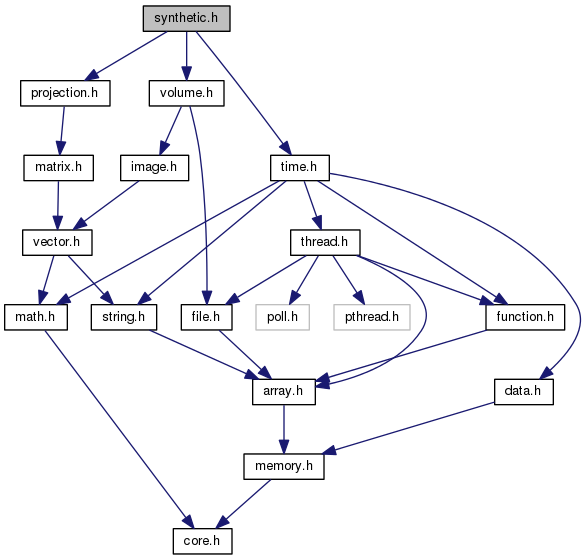 synthetic.h
projection.h
volume.h
matrix.h
image.h
time.h
vector.h
thread.h
math.h
string.h
file.h
poll.h
pthread.h
function.h
array.h
data.h
memory.h
core.h